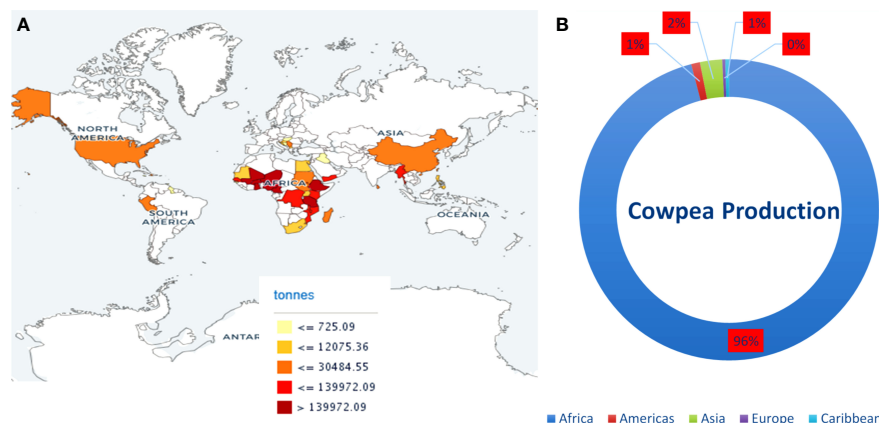 A
NORTH
AMERICA
ASIA
AFRICA
SOUTH
AMERICA
OCEANIA
ANTAR
tonnes
<= 725.09
<= 12075.36
<= 30484.55
<= 139972.09
> 139972.09
B
2%
1%
1%
0%
Cowpea Production
96%
Africa
Americas
Asia
Europe
Caribbean